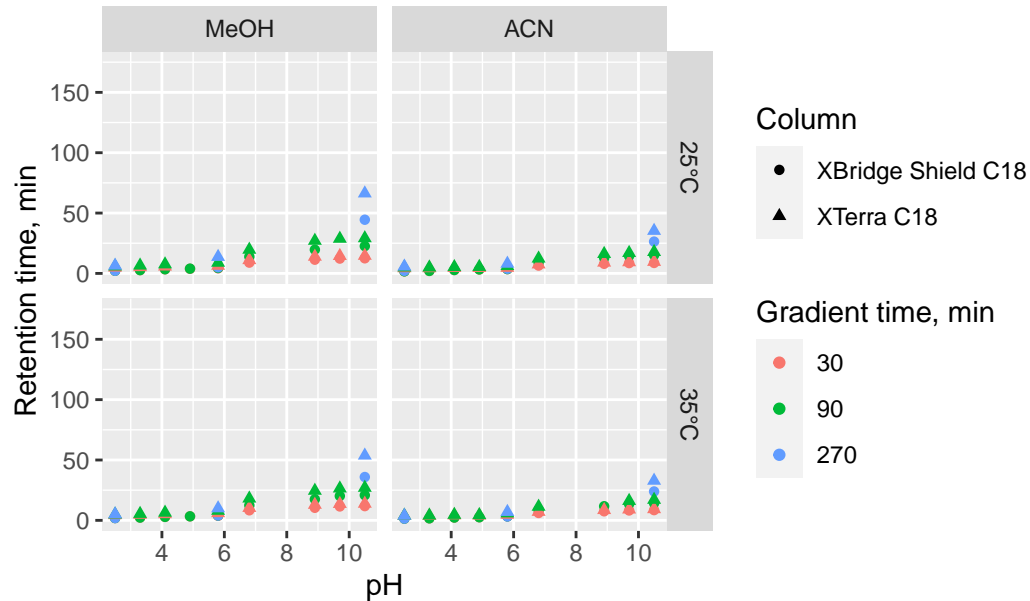 MeOH ACN
Retention time, min
150
100
50
0
25°C
150
100
50
0
35°C
4 6 8 10 4 6 8 10
pH
Column
XBridge Shield C18
XTerra C18
Gradient time, min
30
90
270